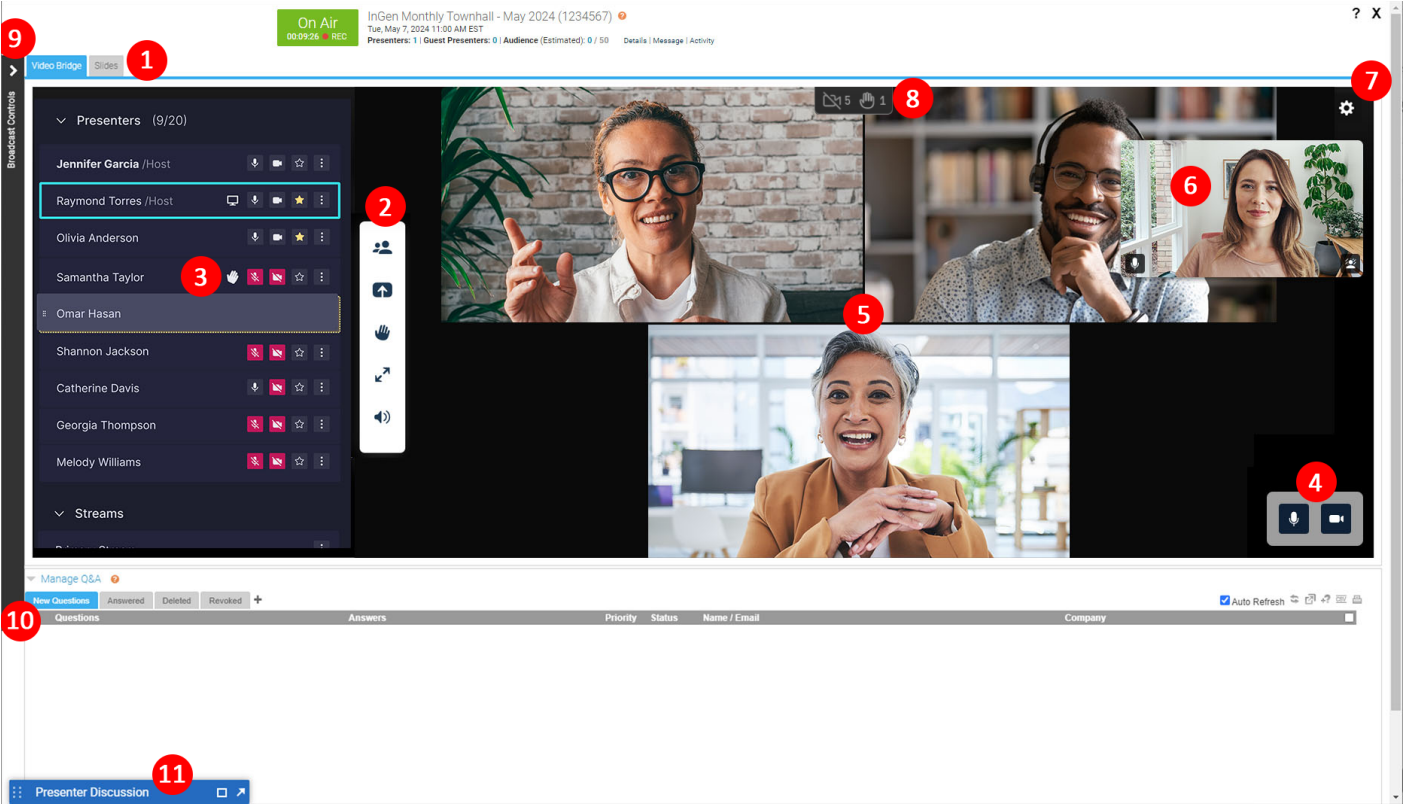 On Air
00:09:26 REC
InGen Monthly Townhall - May 2024 (1234567)
Tue, May 7, 2024 11:00 AM EST
Presenters: 1 | Guest Presenters: 0 | Audience (Estimated): 0 / 50 Details | Message | Activity
? X
9
1
7
Video Bridge Slides
Broadcast Controls
Presenters (9/20)
5 1
8
Jennifer Garcia /Host
Raymond Torres /Host
Olivia Anderson
Samantha Taylor
3
Omar Hasan
Shannon Jackson
Catherine Davis
Georgia Thompson
Melody Williams
Streams
Primary Stream
2
6
5
4
Manage Q&A ?
New Questions Answered Deleted Revoked +
Auto Refresh
10
Questions Answers Priority Status Name / Email Company
11
Presenter Discussion